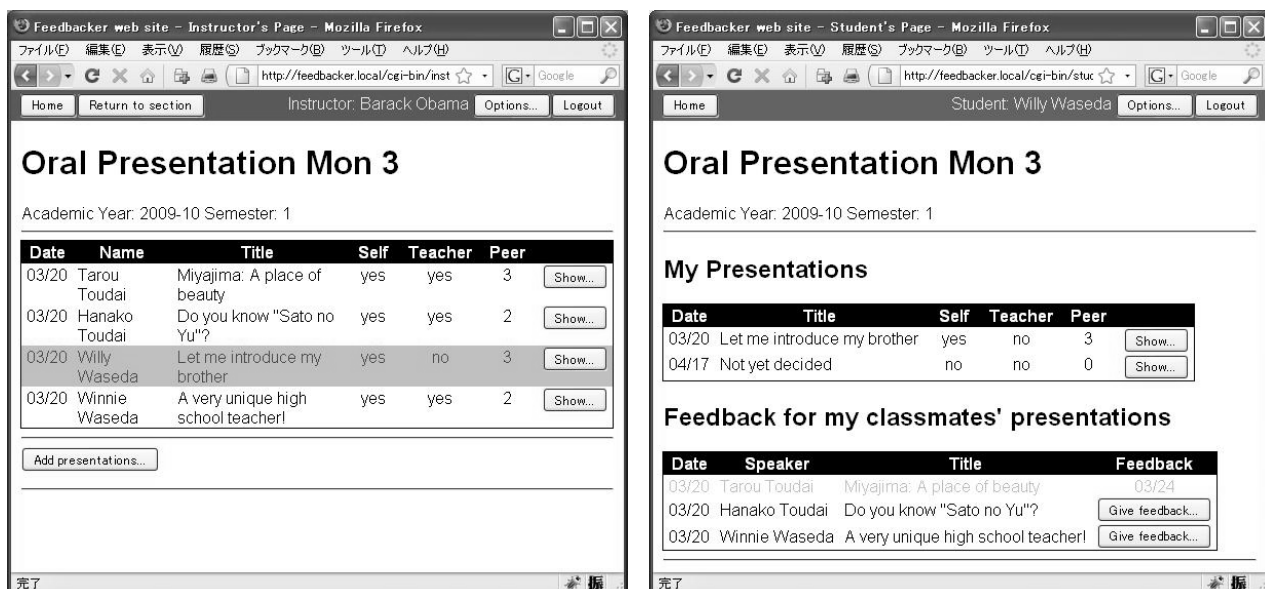 Feedbacker web site - Instructor's Page - Mozilla Firefox
ファイル(F) 編集(E) 表示(V) 履歴(S) ブックマーク(B) ツール(T) ヘルプ(H)
http://feedbacker.local/cgi-bin/inst
G Google
Home Return to section Instructor: Barack Obama Options... Logout
Oral Presentation Mon 3
Academic Year: 2009-10 Semester: 1
Date Name Title Self Teacher Peer
03/20 Tarou Miyajima: A place of yes yes 3 Show...
Toudai beauty
03/20 Hanako Do you know "Sato no yes yes 2 Show...
Toudai Yu"?
03/20 Willy Let me introduce my yes no 3 Show...
Waseda brother
03/20 Winnie A very unique high yes yes 2 Show...
Waseda school teacher!
Add presentations...
完了
振
Feedbacker web site - Student's Page - Mozilla Firefox
ファイル(F) 編集(E) 表示(V) 履歴(S) ブックマーク(B) ツール(T) ヘルプ(H)
http://feedbacker.local/cgi-bin/stuc
G Google
Home Student: Willy Waseda Options... Logout
Oral Presentation Mon 3
Academic Year: 2009-10 Semester: 1
My Presentations
Date Title Self Teacher Peer
03/20 Let me introduce my brother yes no 3 Show...
04/17 Not yet decided no no 0 Show...
Feedback for my classmates' presentations
Date Speaker Title Feedback
03/20 Tarou Toudai Miyajima: A place of beauty 03/24
03/20 Hanako Toudai Do you know "Sato no Yu"? Give feedback...
03/20 Winnie Waseda A very unique high school teacher! Give feedback...
完了
振